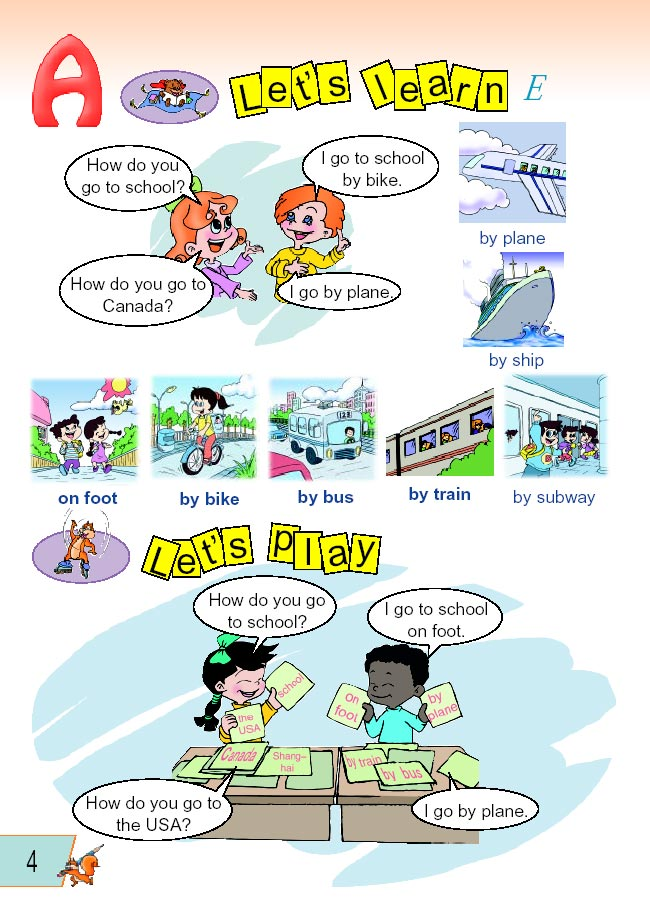 A
Let's learn E
How do you
go to school?
I go to school
by bike.
How do you go to
Canada?
I go by plane.
by plane
by ship
123
on foot
by bike
by bus
by train
by subway
Let's play
How do you go
to school?
I go to school
on foot.
school
the
USA
on
foot
by
plane
Canada
Shang-
hai
by train
by bus
How do you go to
the USA?
I go by plane.
4